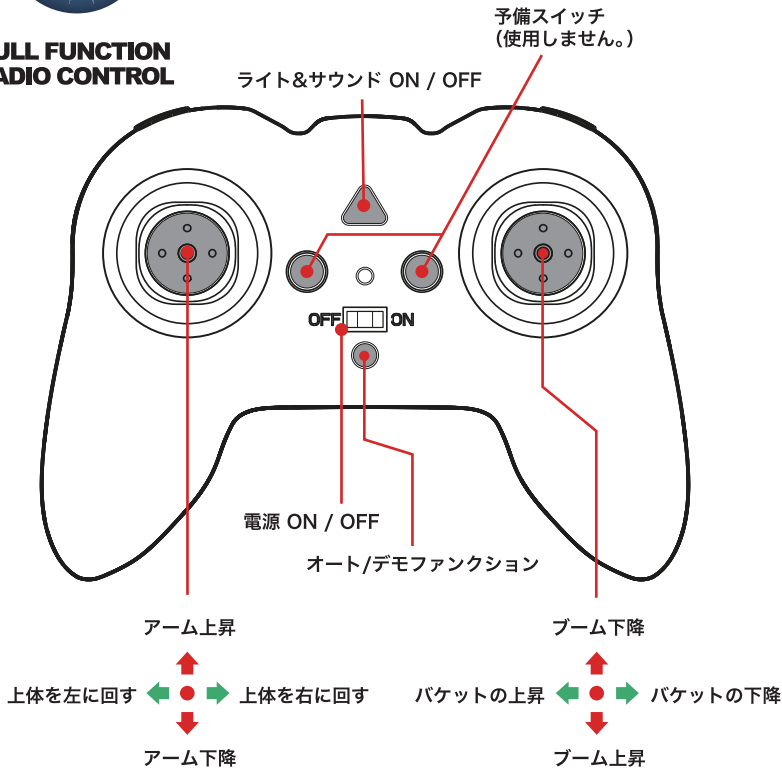 予備スイッチ
（使用しません。）
ULL FUNCTION
ADIO CONTROL
ライト&サウンド ON / OFF
OFF ON
電源 ON / OFF
オート/デモファンクション
アーム上昇
ブーム下降
上体を左に回す 上体を右に回す
バケットの上昇 バケットの下降
アーム下降
ブーム上昇